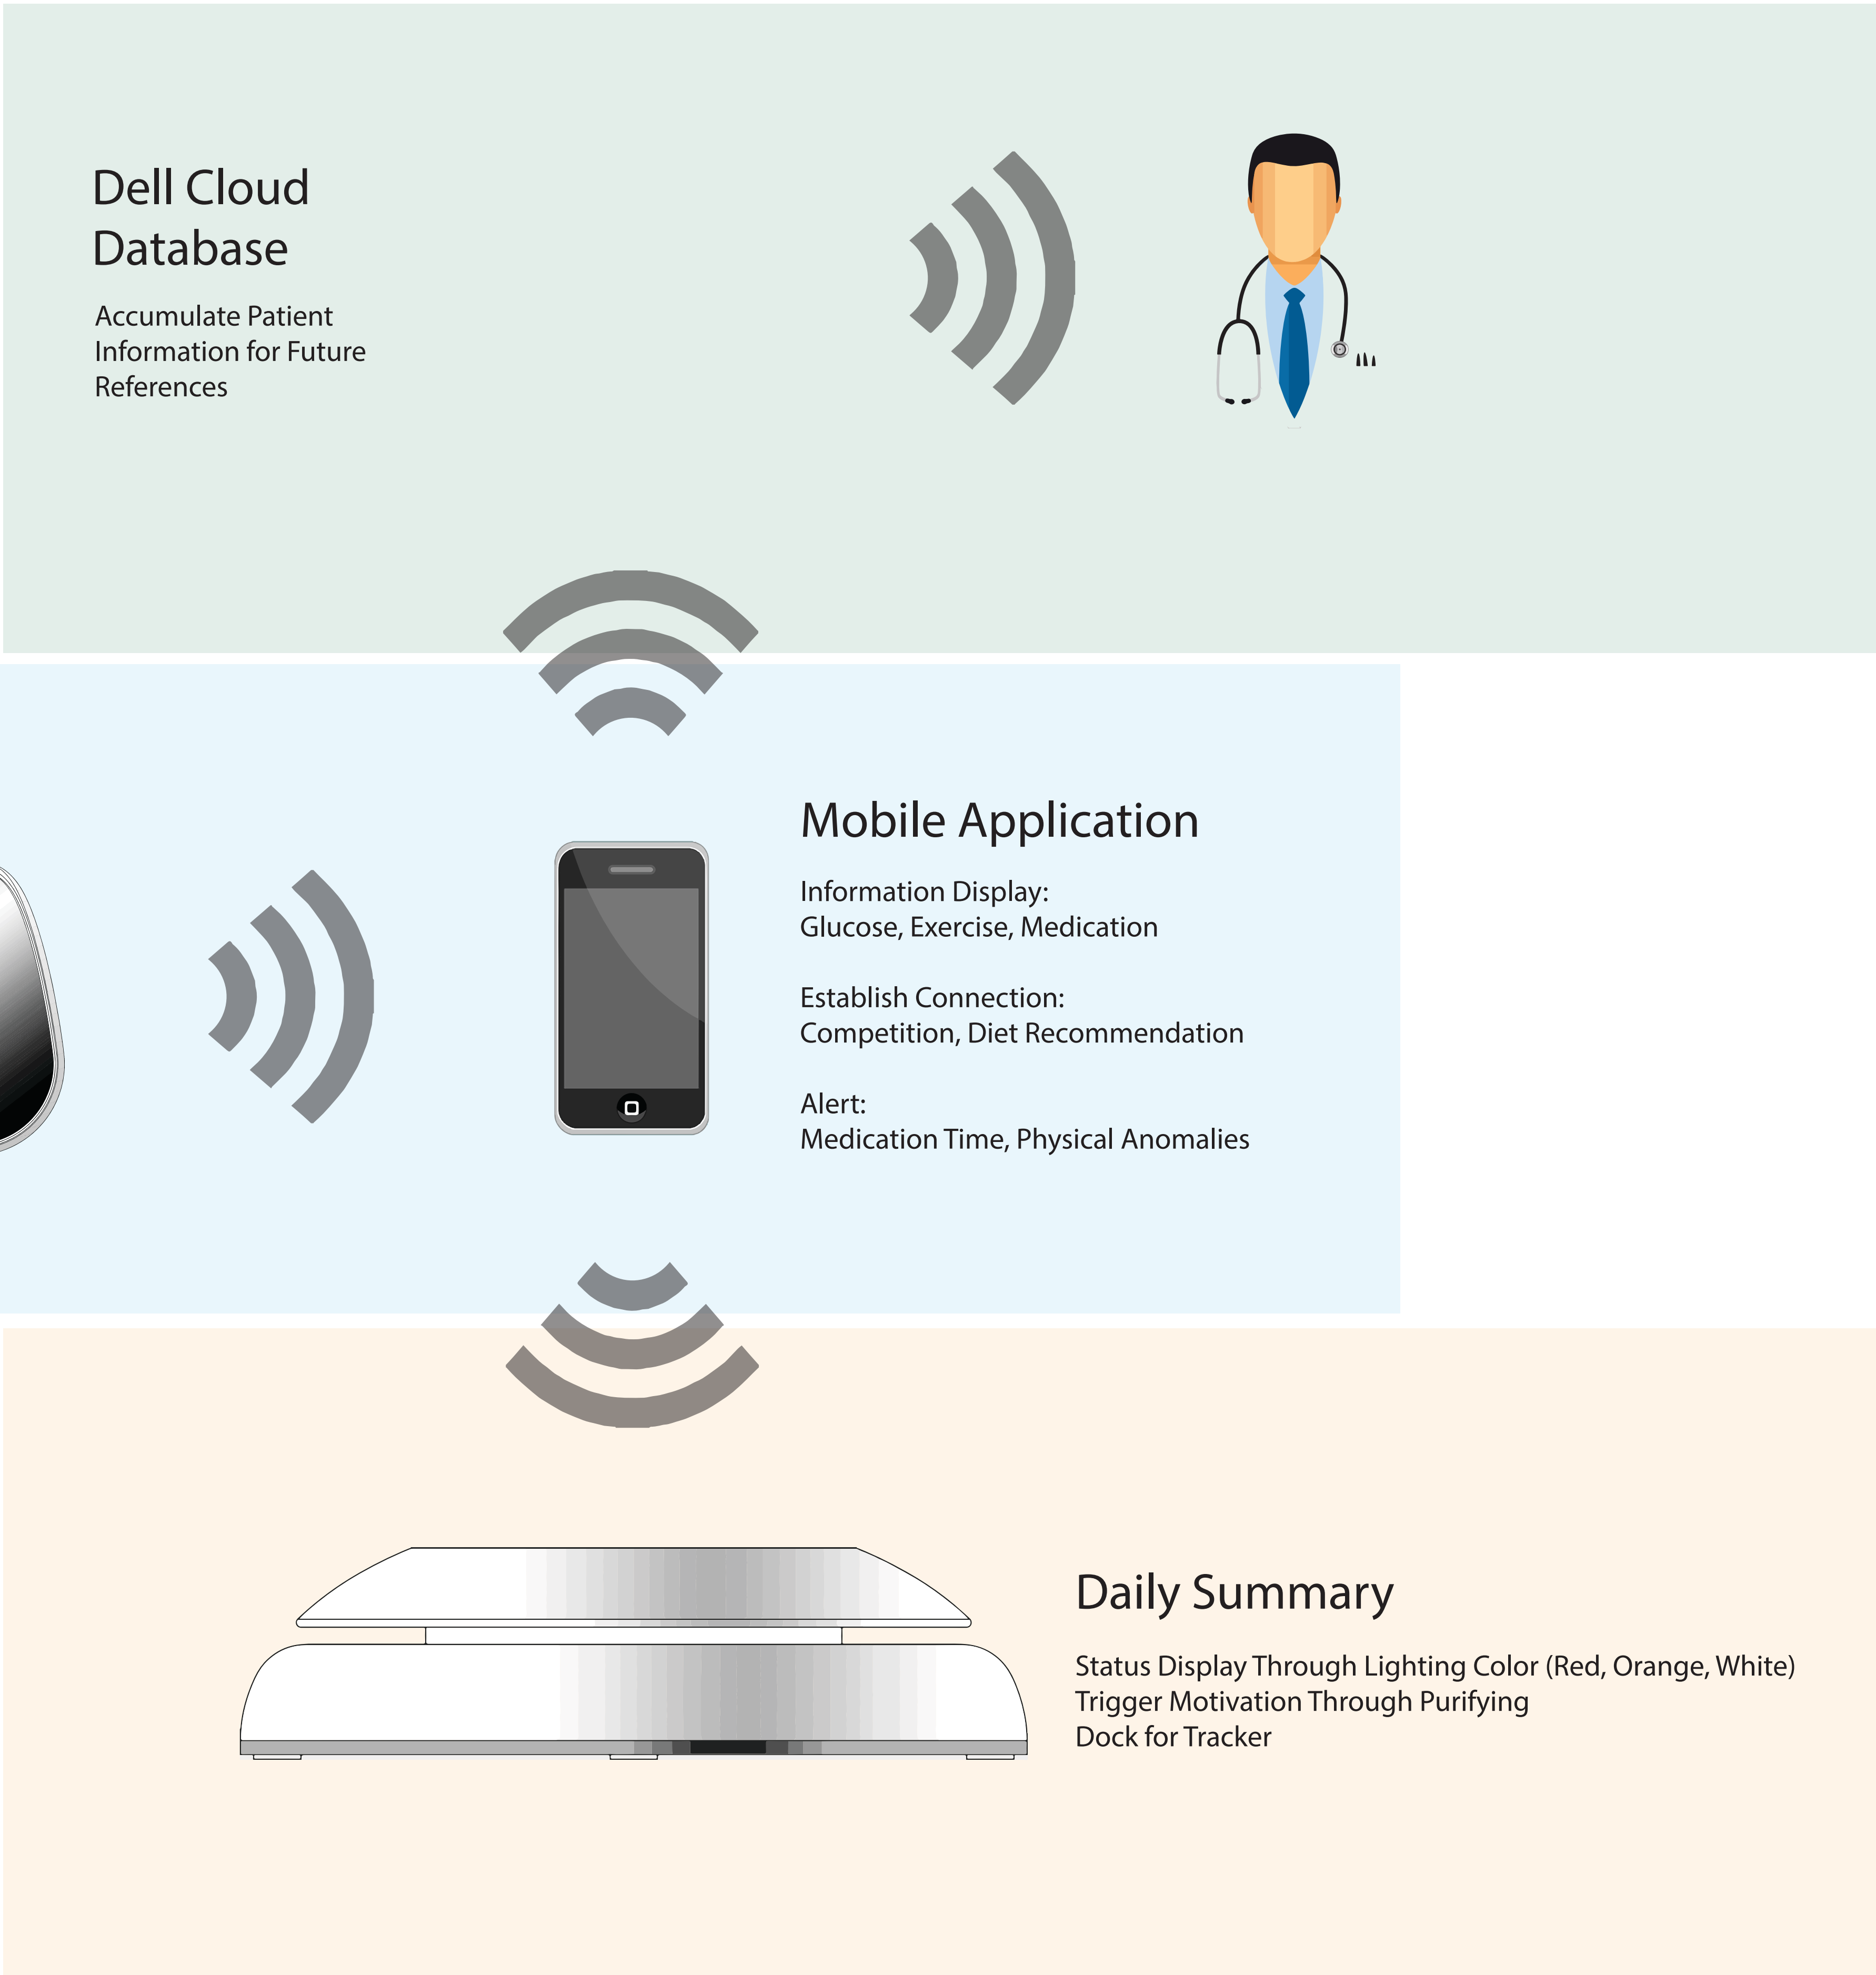 Dell Cloud
Database
Accumulate Patient
Information for Future
References
Mobile Application
Information Display:
Glucose, Exercise, Medication
Establish Connection:
Competition, Diet Recommendation
Alert:
Medication Time, Physical Anomalies
Daily Summary
Status Display Through Lighting Color (Red, Orange, White)
Trigger Motivation Through Purifying
Dock for Tracker